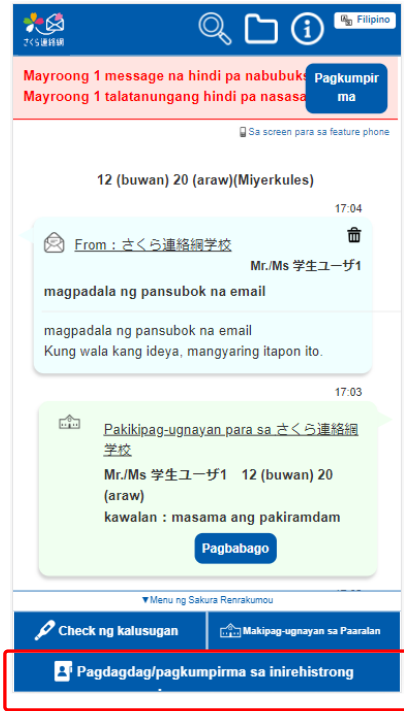 さくら連絡網
Filipino
Mayroong 1 message na hindi pa nabubuks
Mayroong 1 talatanungang hindi pa nasasa
Pagkumpir
ma
Sa screen para sa feature phone
12 (buwan) 20 (araw)(Miyerkules)
17:04
From：さくら連絡網学校
Mr./Ms 学生ユーザ1
magpadala ng pansubok na email
magpadala ng pansubok na email
Kung wala kang ideya, mangyaring itapon ito.
17:03
Pakikipag-ugnayan para sa さくら連絡網
学校
Mr./Ms 学生ユーザ1 12 (buwan) 20
(araw)
kawalan：masama ang pakiramdam
Pagbabago
▼Menu ng Sakura Renrakumou
Check ng kalusugan
Makipag-ugnayan sa Paaralan
Pagdagdag/pagkumpirma sa inirehistrong